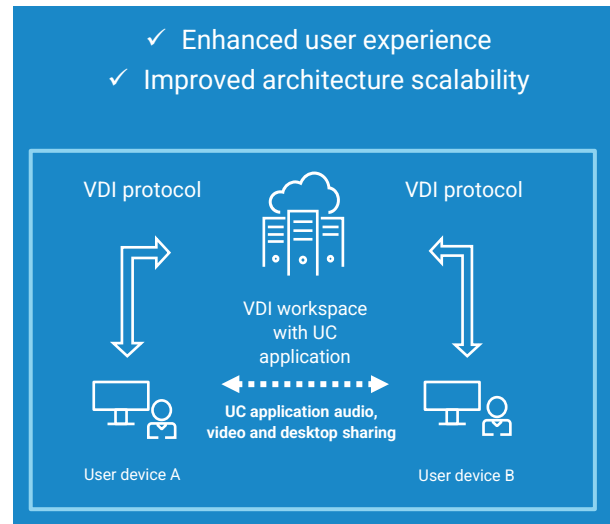 ✓ Enhanced user experience
✓ Improved architecture scalability
VDI protocol
VDI protocol
VDI workspace
with UC
application
UC application audio,
video and desktop sharing
User device A
User device B